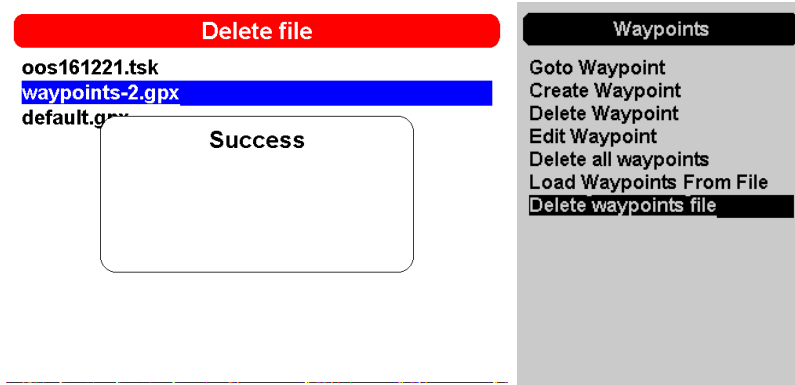 Delete file
oos161221.tsk
waypoints-2.gpx
default.gpx
Success
Waypoints
Goto Waypoint
Create Waypoint
Delete Waypoint
Edit Waypoint
Delete all waypoints
Load Waypoints From File
Delete waypoints file